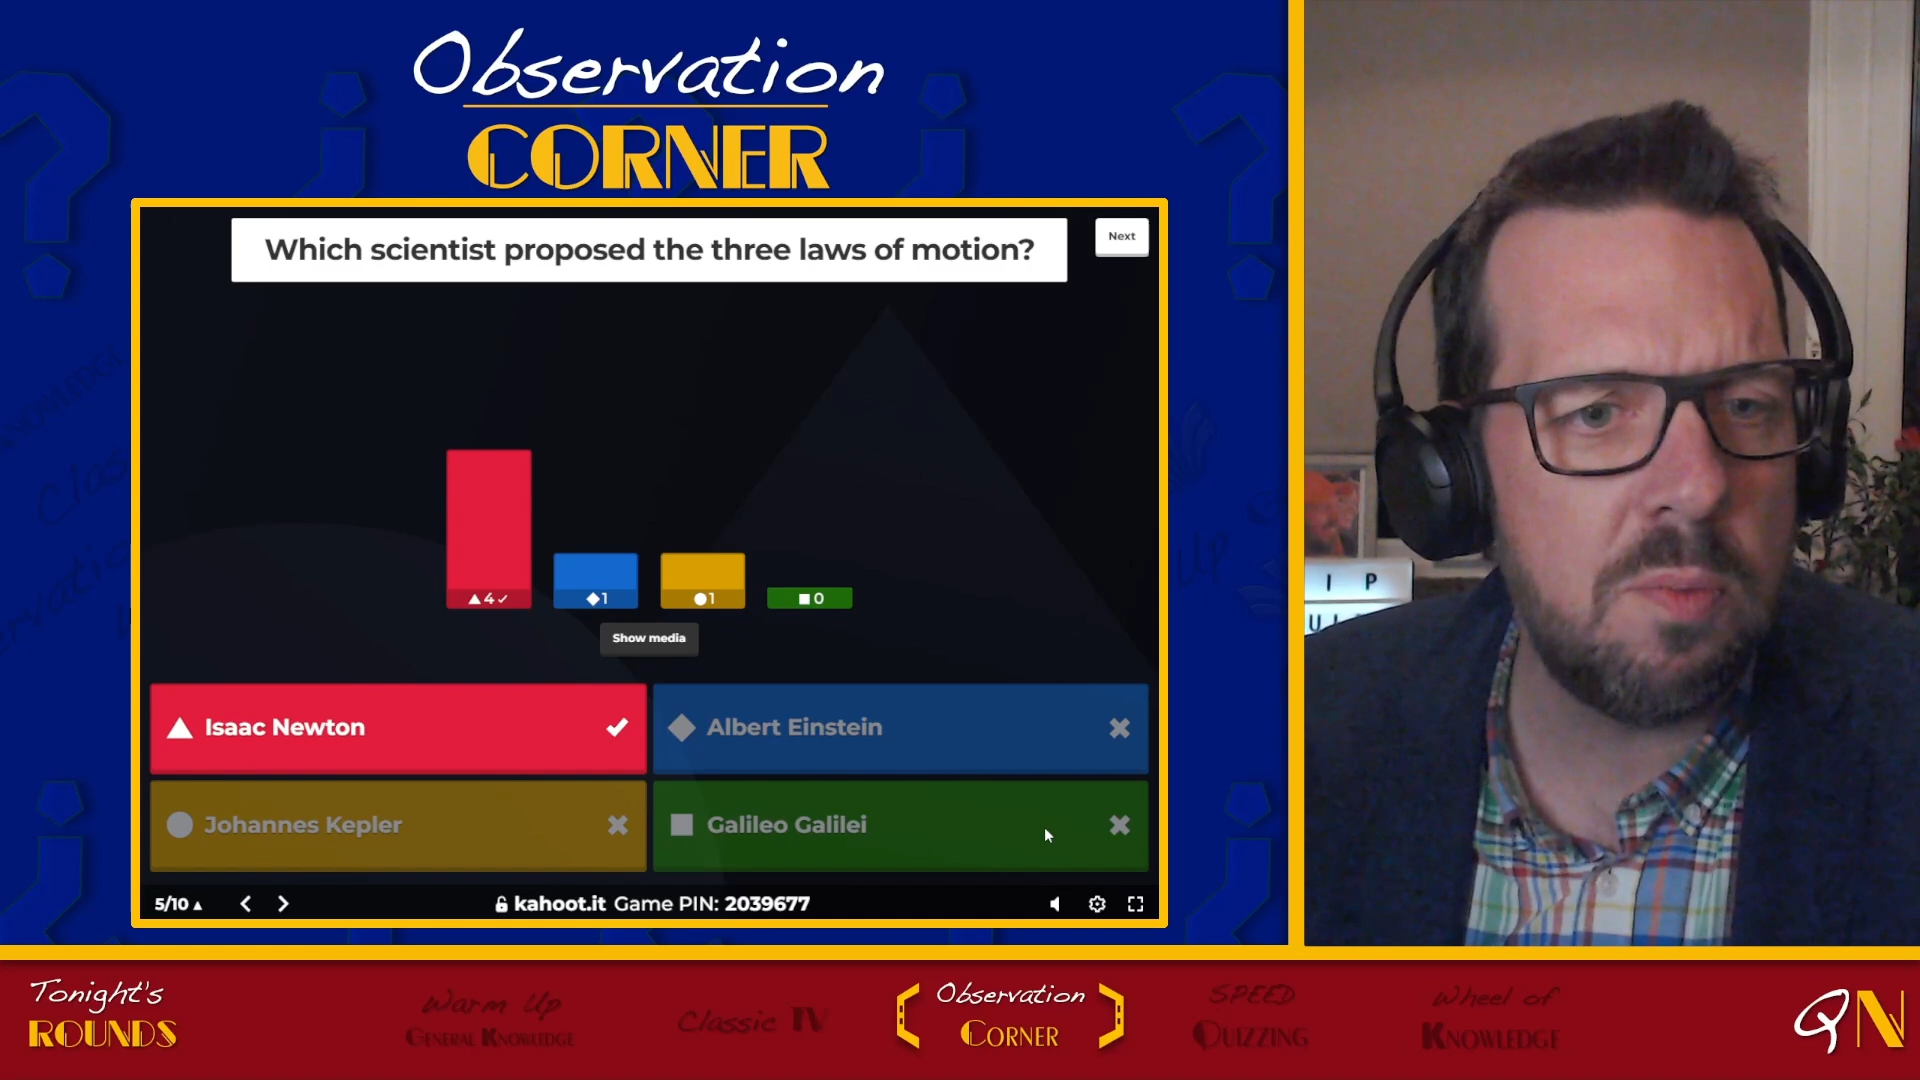 Observation
CORNER
Which scientist proposed the three laws of motion?
Next
4
1
1
0
Show media
Isaac Newton
Albert Einstein
Johannes Kepler
Galileo Galilei
5/10
kahoot.it Game PIN: 2039677
I P
Tonight's
ROUNDS
Warm Up
GENERAL KNOWLEDGE
Classic TV
Observation
CORNER
SPEED
QUIZZING
Wheel of
KNOWLEDGE
QN